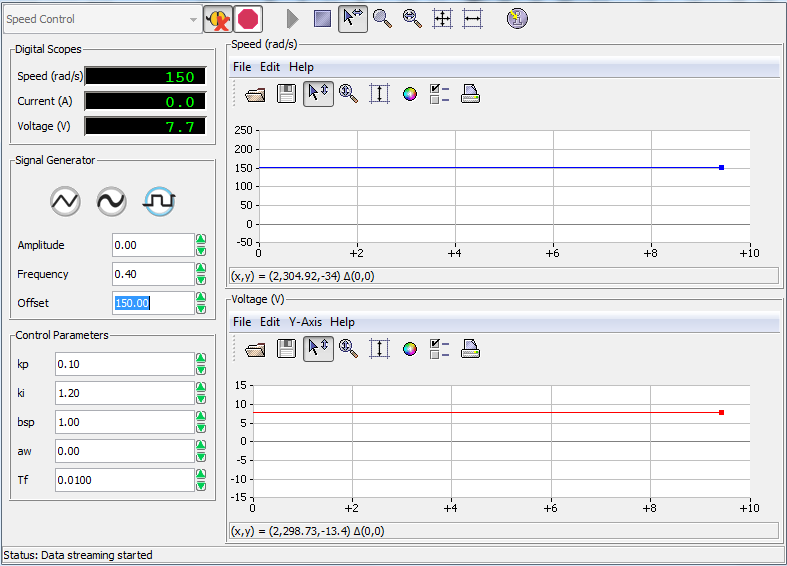 Speed Control
Digital Scopes
Speed (rad/s) 150
Current (A) 0.0
Voltage (V) 7.7
Signal Generator
Amplitude 0.00
Frequency 0.40
Offset 150.00
Control Parameters
kp 0.10
ki 1.20
bsp 1.00
aw 0.00
Tf 0.0100
Speed (rad/s)
File Edit Help
250
200
150
100
50
0
-50
0 +2 +4 +6 +8 +10
(x,y) = (2,304.92,-34) Δ(0,0)
Voltage (V)
File Edit Y-Axis Help
15
10
5
0
-5
-10
-15
0 +2 +4 +6 +8 +10
(x,y) = (2,298.73,-13.4) Δ(0,0)
Status: Data streaming started